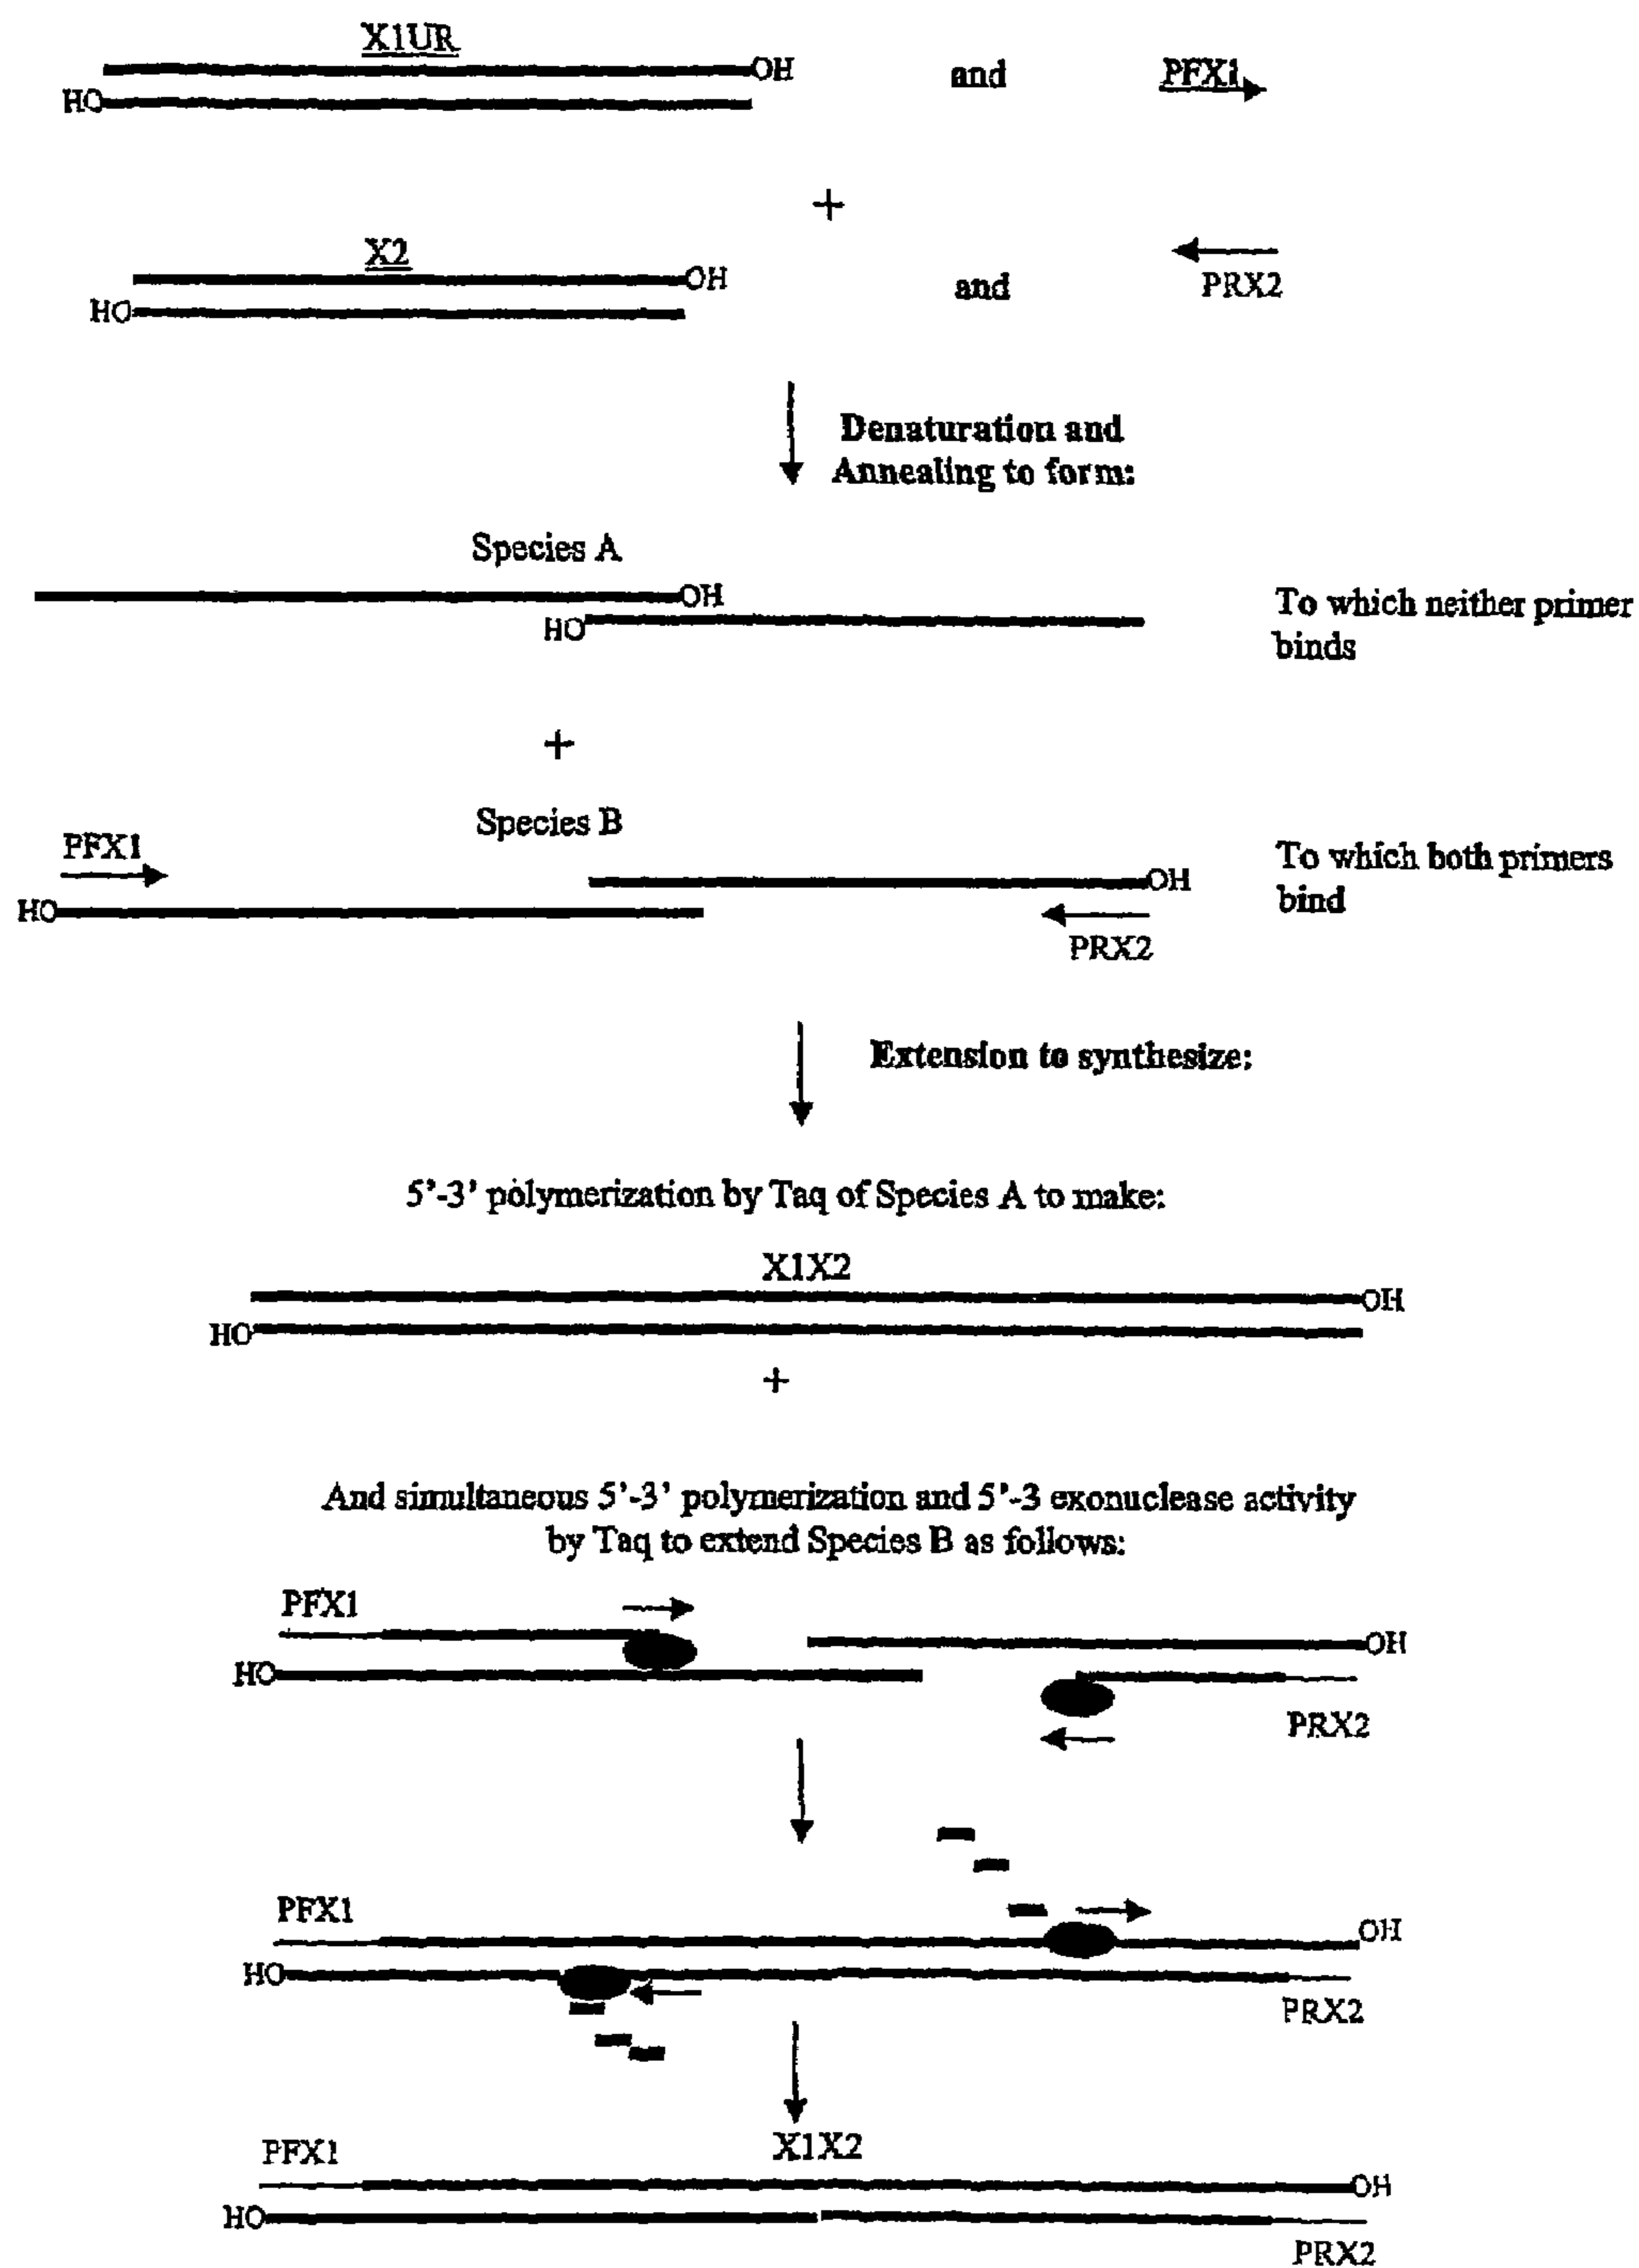 X1UR
OH
and
PFX1
HO
+
X2
OH
and
PRX2
HO
Denaturation and
Annealing to form:
Species A
OH
HO
To which neither primer
binds
+
Species B
PFX1
OH
HO
PRX2
To which both primers
bind
Extension to synthesize:
5'-3' polymerization by Taq of Species A to make:
X1X2
OH
HO
+
And simultaneous 5'-3' polymerization and 5'-3 exonuclease activity
by Taq to extend Species B as follows:
PFX1
OH
HO
PRX2
PFX1
OH
HO
PRX2
PFX1
X1X2
OH
HO
PRX2